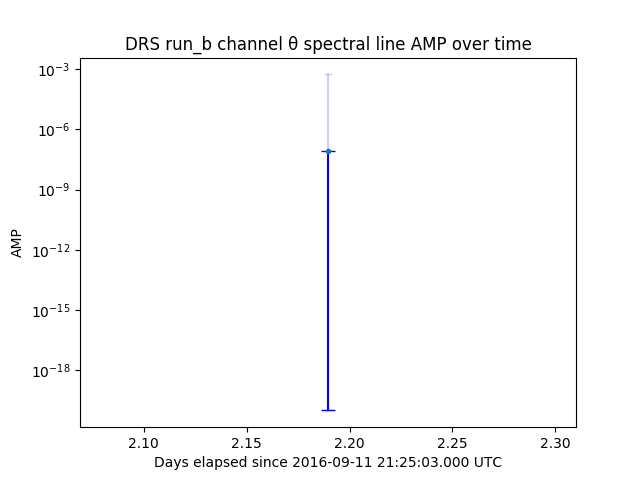 DRS run_b channel θ spectral line AMP over time
10⁻³
10⁻⁶
10⁻⁹
10⁻¹²
10⁻¹⁵
10⁻¹⁸
AMP
2.10 2.15 2.20 2.25 2.30
Days elapsed since 2016-09-11 21:25:03.000 UTC